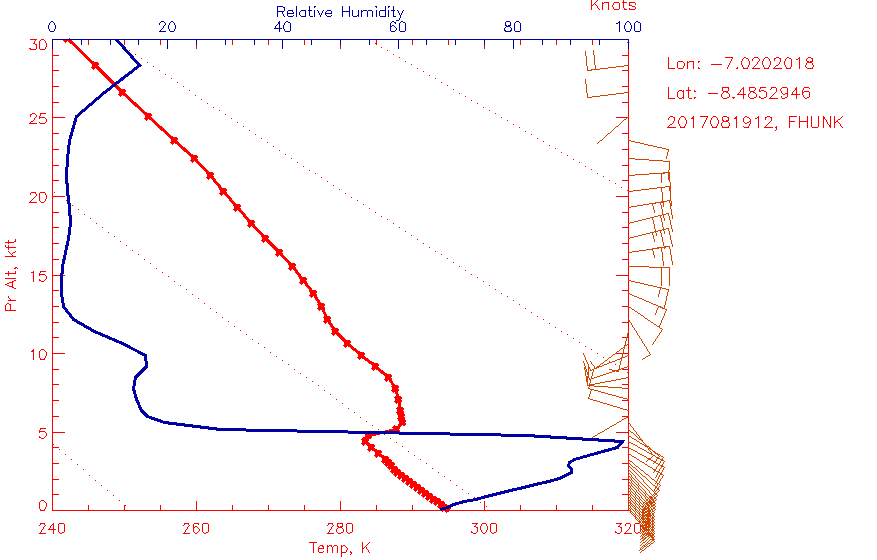 Knots
Relative Humidity
0 20 40 60 80 100
30
25
20
15
10
5
0
Pr Alt, kft
240 260 280 300 320
Temp, K
Lon: −7.0202018
Lat: −8.4852946
2017081912, FHUNK